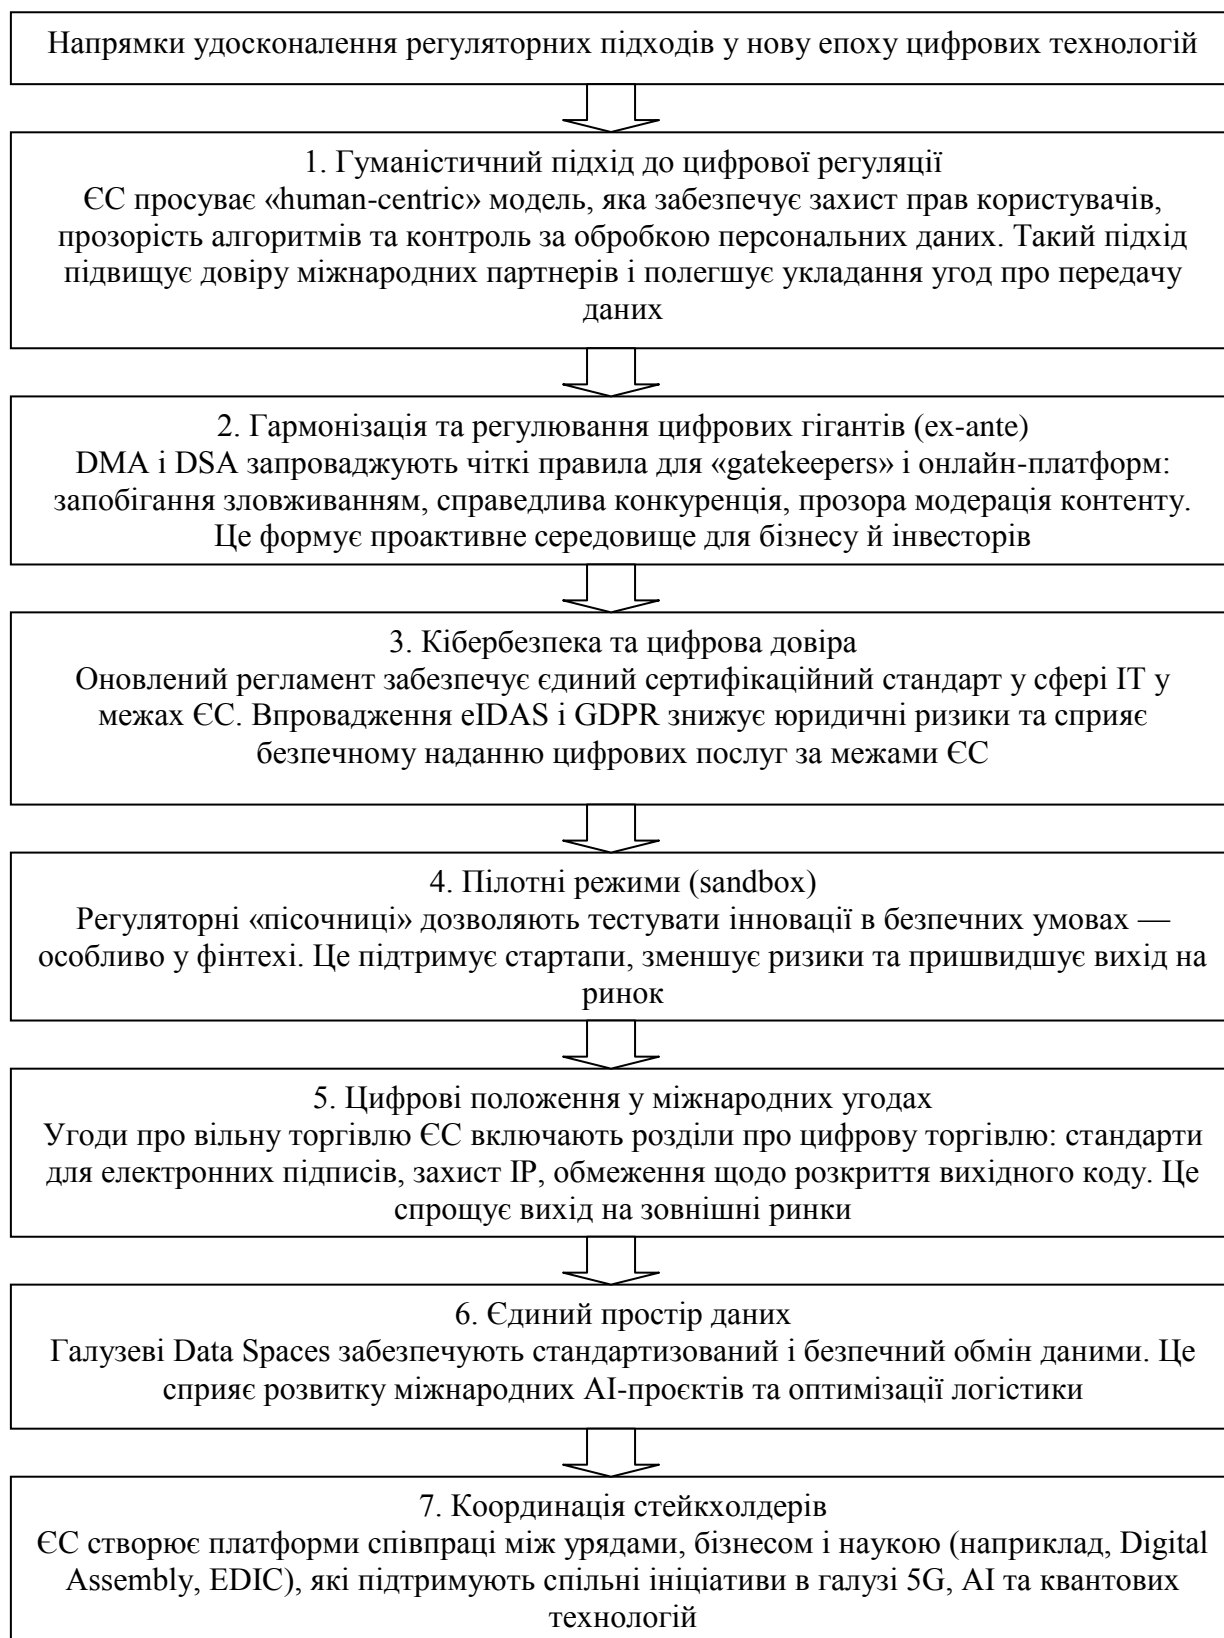 Напрямки удосконалення регуляторних підходів у нову епоху цифрових технологій
1. Гуманістичний підхід до цифрової регуляції
ЄС просуває «human-centric» модель, яка забезпечує захист прав користувачів,
прозорість алгоритмів та контроль за обробкою персональних даних. Такий підхід
підвищує довіру міжнародних партнерів і полегшує укладання угод про передачу
даних
2. Гармонізація та регулювання цифрових гігантів (ex-ante)
DMA і DSA запроваджують чіткі правила для «gatekeepers» і онлайн-платформ:
запобігання зловживанням, справедлива конкуренція, прозора модерація контенту.
Це формує проактивне середовище для бізнесу й інвесторів
3. Кібербезпека та цифрова довіра
Оновлений регламент забезпечує єдиний сертифікаційний стандарт у сфері ІТ у
межах ЄС. Впровадження eIDAS і GDPR знижує юридичні ризики та сприяє
безпечному наданню цифрових послуг за межами ЄС
4. Пілотні режими (sandbox)
Регуляторні «пісочниці» дозволяють тестувати інновації в безпечних умовах —
особливо у фінтехі. Це підтримує стартапи, зменшує ризики та пришвидшує вихід на
ринок
5. Цифрові положення у міжнародних угодах
Угоди про вільну торгівлю ЄС включають розділи про цифрову торгівлю: стандарти
для електронних підписів, захист IP, обмеження щодо розкриття вихідного коду. Це
спрощує вихід на зовнішні ринки
6. Єдиний простір даних
Галузеві Data Spaces забезпечують стандартизований і безпечний обмін даними. Це
сприяє розвитку міжнародних AI-проєктів та оптимізації логістики
7. Координація стейкхолдерів
ЄС створює платформи співпраці між урядами, бізнесом і наукою (наприклад, Digital
Assembly, EDIC), які підтримують спільні ініціативи в галузі 5G, AI та квантових
технологій